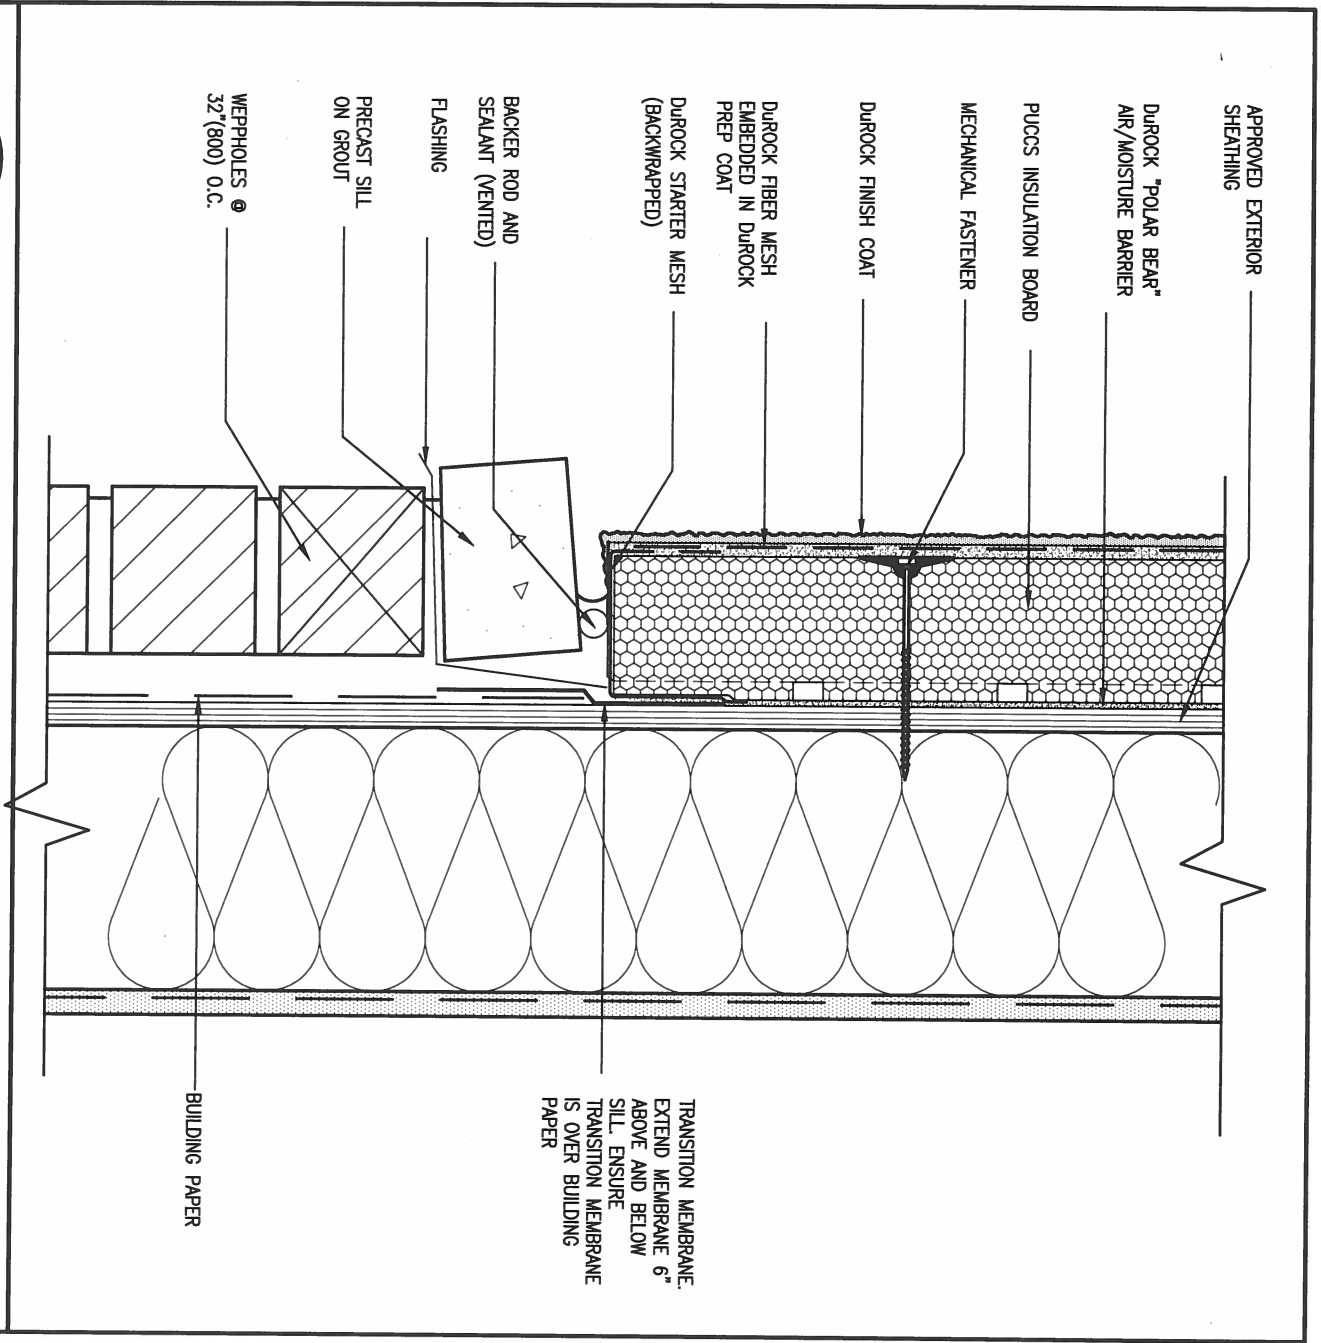 APPROVED EXTERIOR
SHEATHING
DuROCK "POLAR BEAR"
AIR/MOISTURE BARRIER
PUCCS INSULATION BOARD
MECHANICAL FASTENER
DuROCK FINISH COAT
DuROCK FIBER MESH
EMBEDDED IN DuROCK
PREP COAT
DuROCK STARTER MESH
(BACKWRAPPED)
BACKER ROD AND
SEALANT (VENTED)
FLASHING
PRECAST SILL
ON GROUT
WEPPHOLES @
32"(800) O.C.
TRANSITION MEMBRANE.
EXTEND MEMBRANE 6"
ABOVE AND BELOW
SILL. ENSURE
TRANSITION MEMBRANE
IS OVER BUILDING
PAPER
BUILDING PAPER